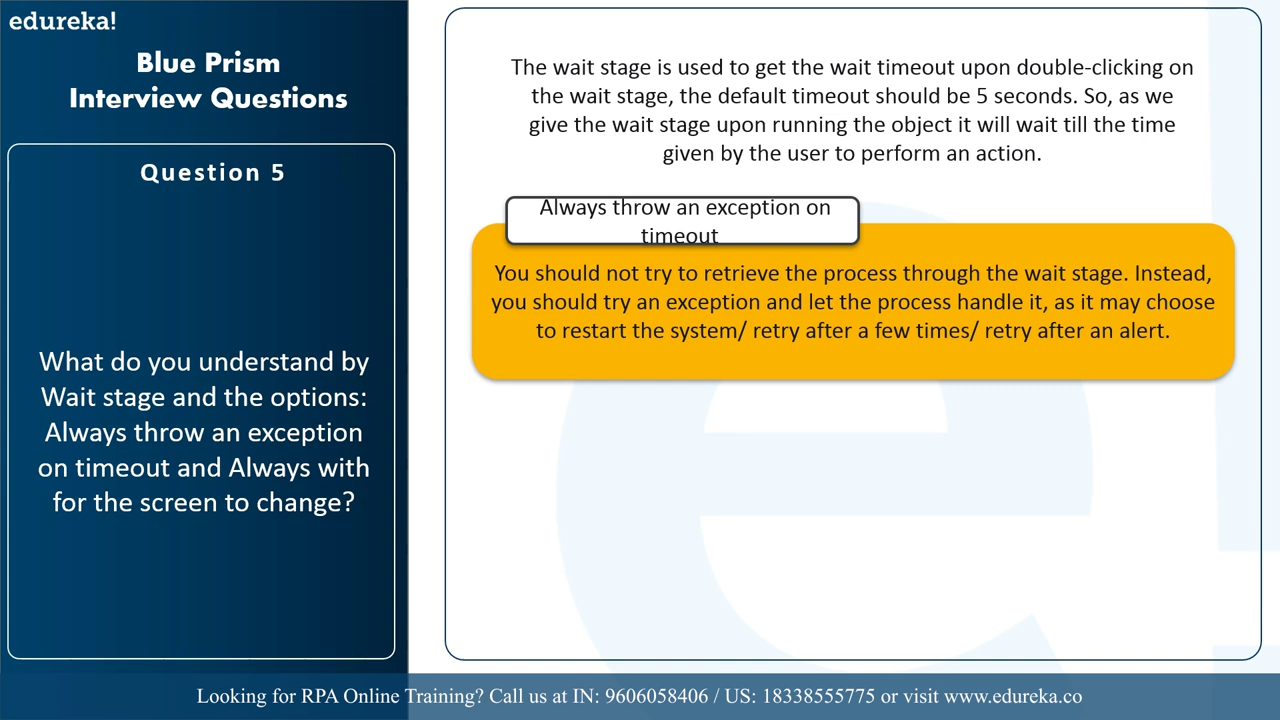 edureka!
Blue Prism
Interview Questions
Question 5
What do you understand by
Wait stage and the options:
Always throw an exception
on timeout and Always with
for the screen to change?
The wait stage is used to get the wait timeout upon double-clicking on
the wait stage, the default timeout should be 5 seconds. So, as we
give the wait stage upon running the object it will wait till the time
given by the user to perform an action.
Always throw an exception on
timeout
You should not try to retrieve the process through the wait stage. Instead,
you should try an exception and let the process handle it, as it may choose
to restart the system/ retry after a few times/ retry after an alert.
Looking for RPA Online Training? Call us at IN: 9606058406 / US: 18338555775 or visit www.edureka.co